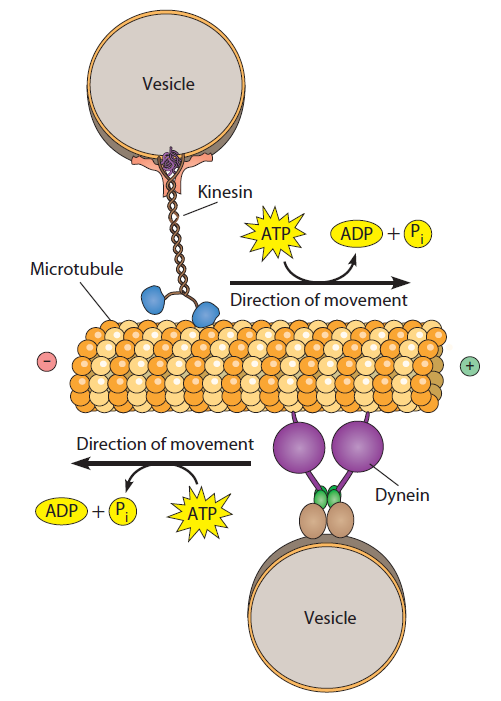 Vesicle
Kinesin
ATP
ADP + Pi
Microtubule
Direction of movement
−
+
Direction of movement
Dynein
ADP + Pi
ATP
Vesicle